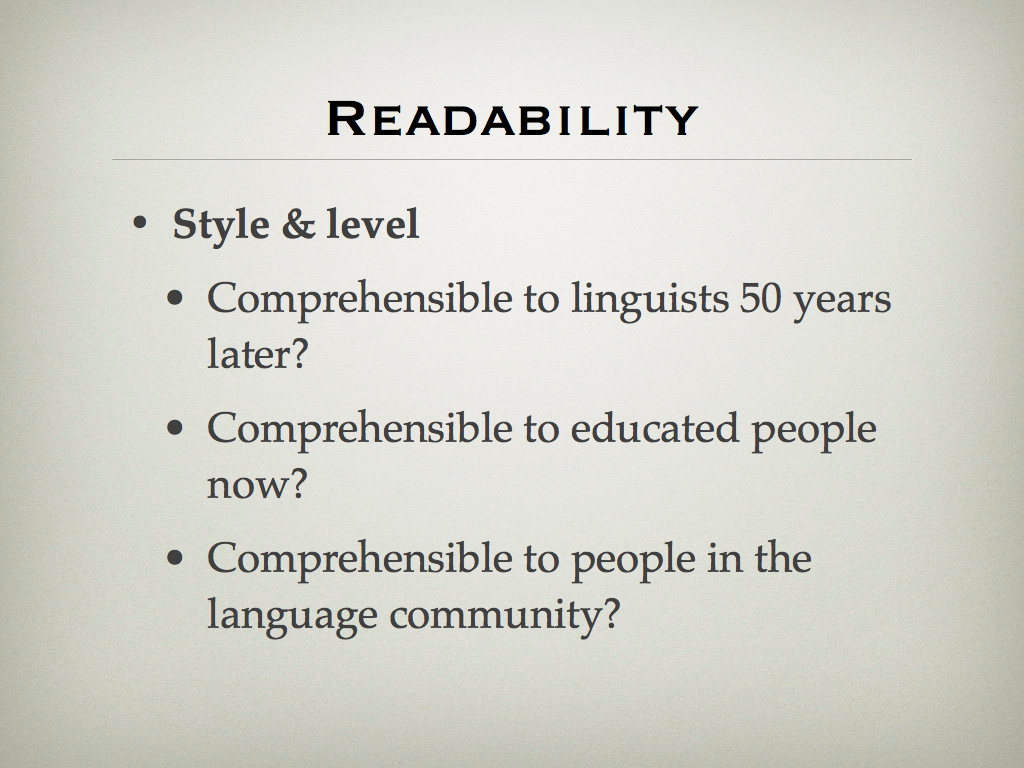 Readability
• Style & level
• Comprehensible to linguists 50 years
later?
• Comprehensible to educated people
now?
• Comprehensible to people in the
language community?